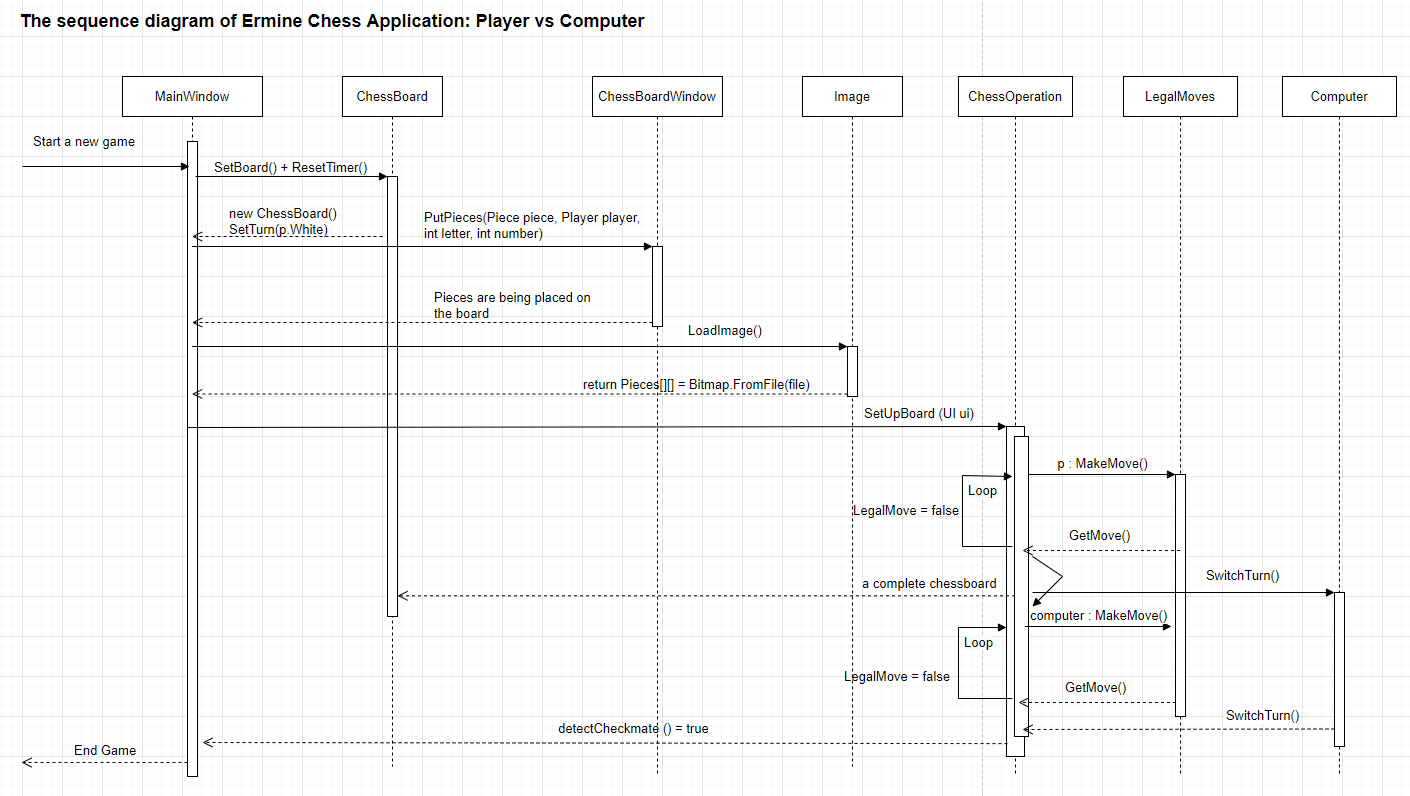 The sequence diagram of Ermine Chess Application: Player vs Computer
MainWindow
ChessBoard
ChessBoardWindow
Image
ChessOperation
LegalMoves
Computer
Start a new game
SetBoard() + ResetTimer()
new ChessBoard()
SetTurn(p.White)
PutPieces(Piece piece, Player player,
int letter, int number)
Pieces are being placed on
the board
LoadImage()
return Pieces[][] = Bitmap.FromFile(file)
SetUpBoard (UI ui)
p : MakeMove()
Loop
LegalMove = false
GetMove()
a complete chessboard
SwitchTurn()
computer : MakeMove()
Loop
LegalMove = false
GetMove()
SwitchTurn()
detectCheckmate () = true
End Game